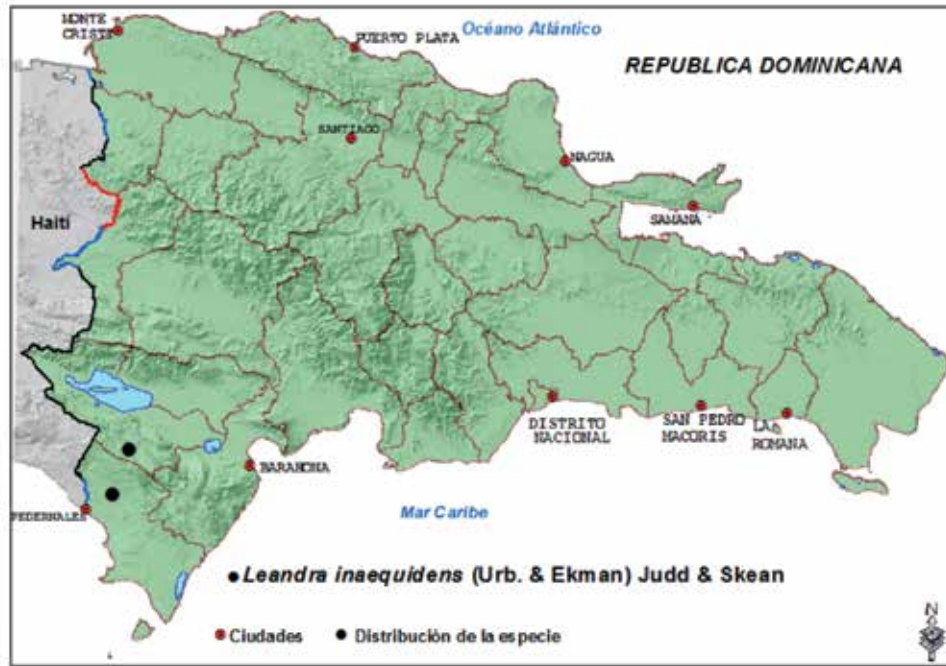 MONTE
CRISTI
PUERTO PLATA
Océano Atlántico
REPUBLICA DOMINICANA
SANTIAGO
NAGUA
SAMANA
Haití
DISTRITO
NACIONAL
SAN PEDRO
MACORIS
LA
ROMANA
BARAHONA
PEDERNALES
Mar Caribe
Leandra inaequidens (Urb. & Ekman) Judd & Skean
Ciudades
Distribución de la especie
N